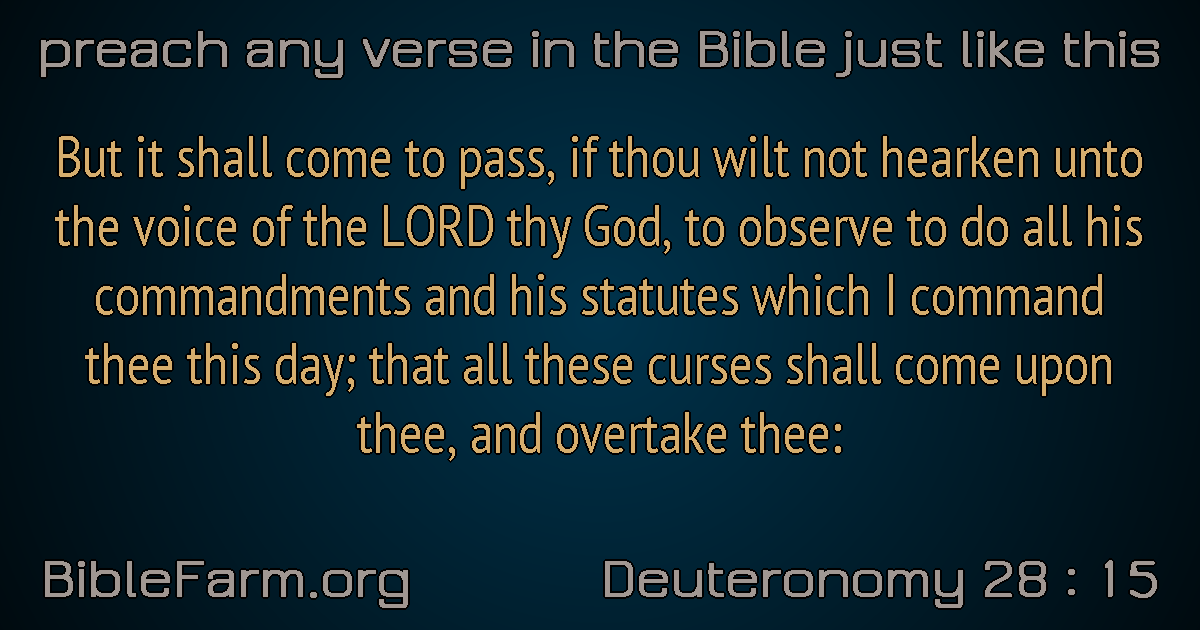 preach any verse in the Bible just like this
But it shall come to pass, if thou wilt not hearken unto
the voice of the LORD thy God, to observe to do all his
commandments and his statutes which I command
thee this day; that all these curses shall come upon
thee, and overtake thee:
BibleFarm.org
Deuteronomy 28 : 15